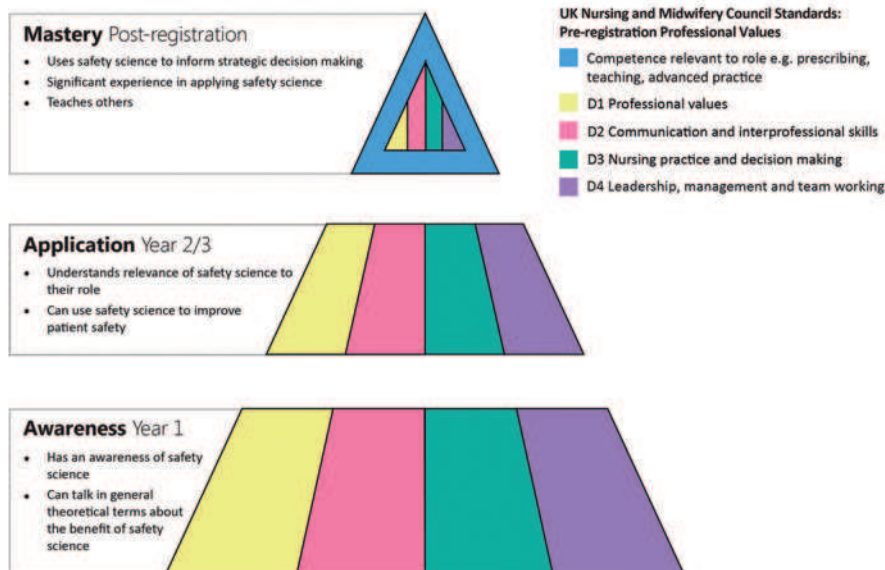 Mastery Post-registration
• Uses safety science to inform strategic decision making
• Significant experience in applying safety science
• Teaches others
UK Nursing and Midwifery Council Standards:
Pre-registration Professional Values
Competence relevant to role e.g. prescribing,
teaching, advanced practice
D1 Professional values
D2 Communication and interprofessional skills
D3 Nursing practice and decision making
D4 Leadership, management and team working
Application Year 2/3
• Understands relevance of safety science to
their role
• Can use safety science to improve
patient safety
Awareness Year 1
• Has an awareness of safety
science
• Can talk in general
theoretical terms about
the benefit of safety
science